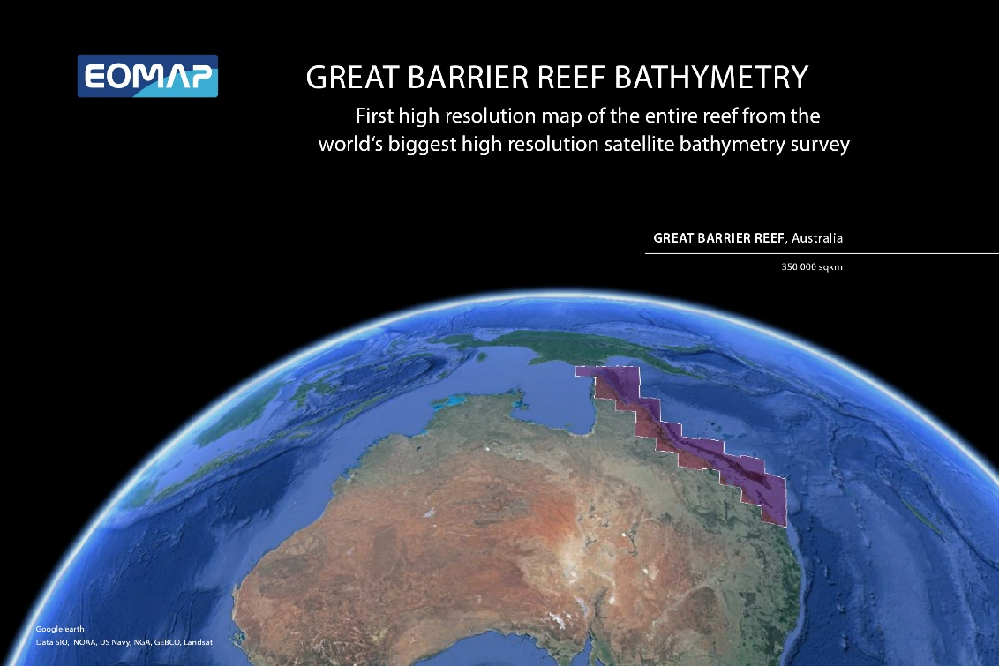 EOMAP
GREAT BARRIER REEF BATHYMETRY
First high resolution map of the entire reef from the
world‘s biggest high resolution satellite bathymetry survey
GREAT BARRIER REEF, Australia
350 000 sqkm
Google earth
Data SIO, NOAA, US Navy, NGA, GEBCO, Landsat